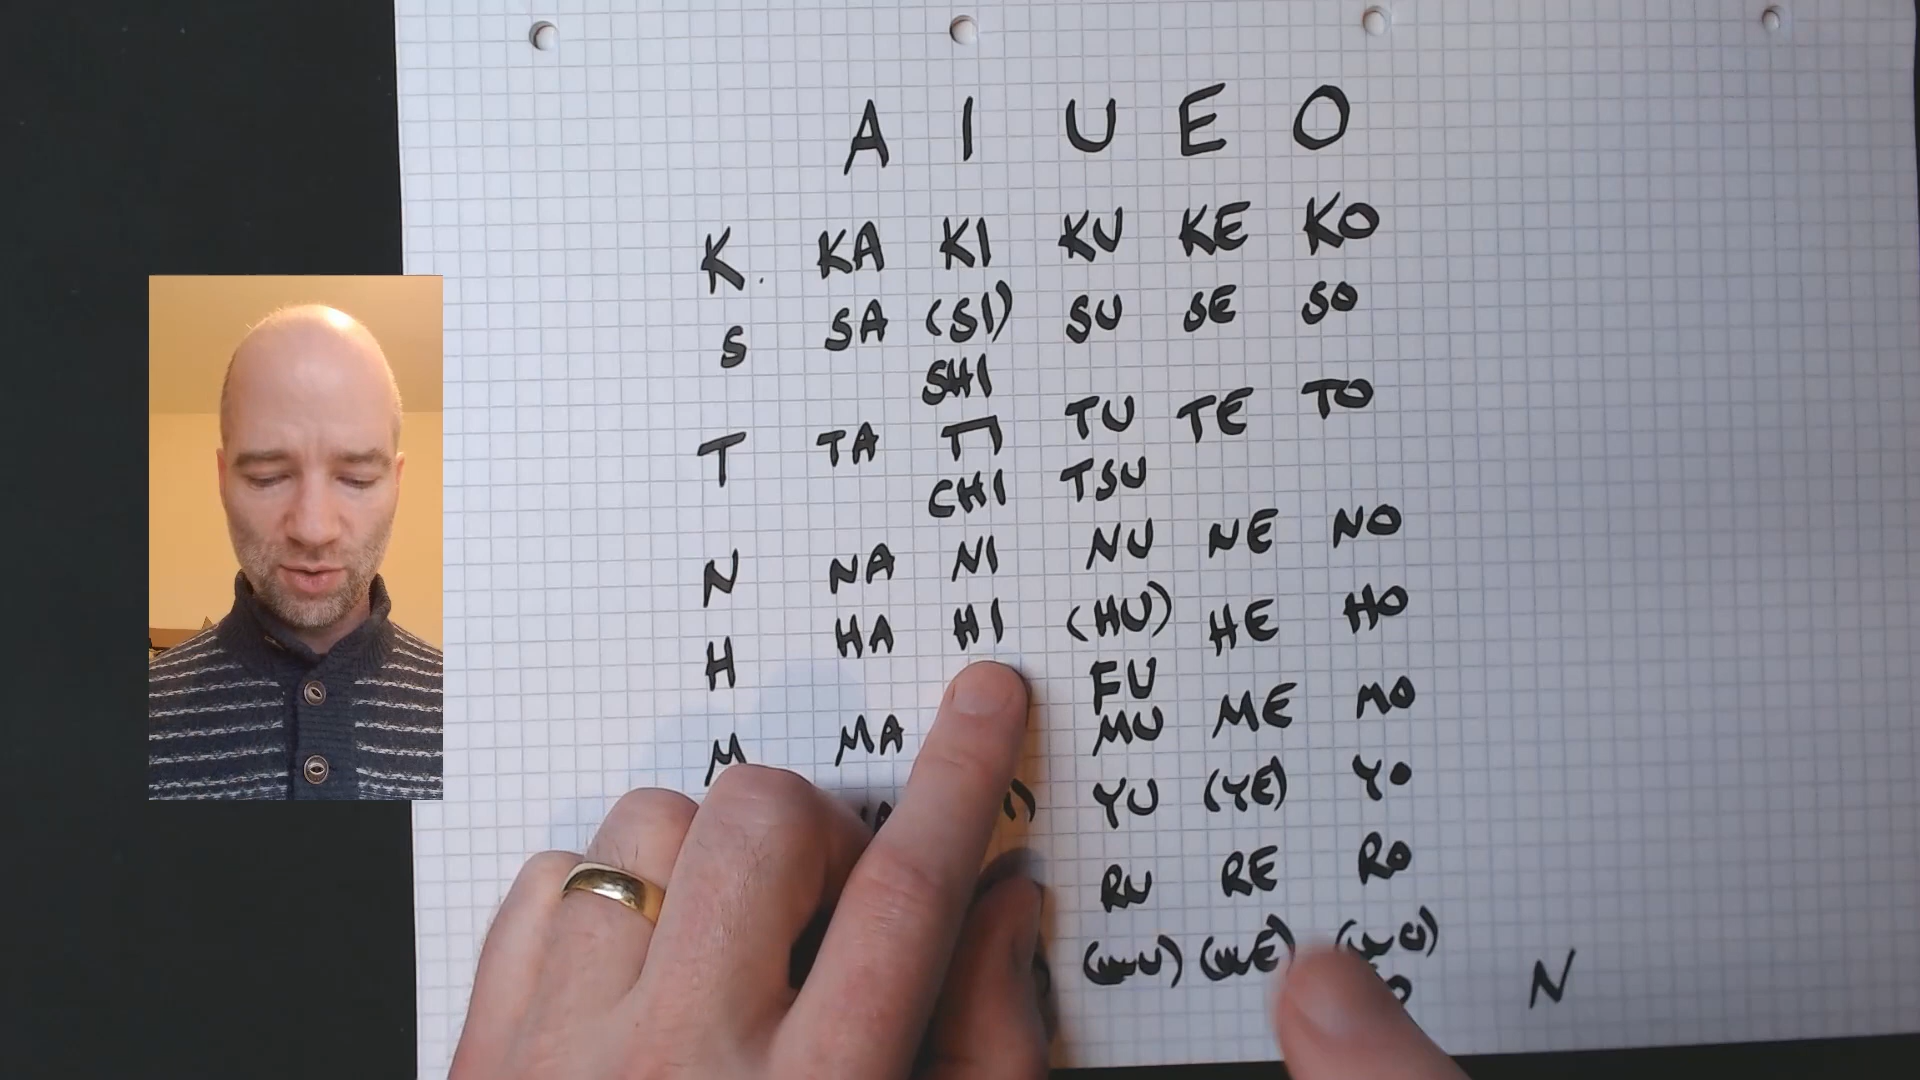 A I U E O
K. KA KI KU KE KO
S SA (SI) SU SE SO
SHI
T TA TI TU TE TO
CHI TSU
N NA NI NU NE NO
H HA HI (HU) HE HO
FU
M MA MU ME MO
YU (YE) YO
RU RE RO
(WU) (WE) (WO)
N